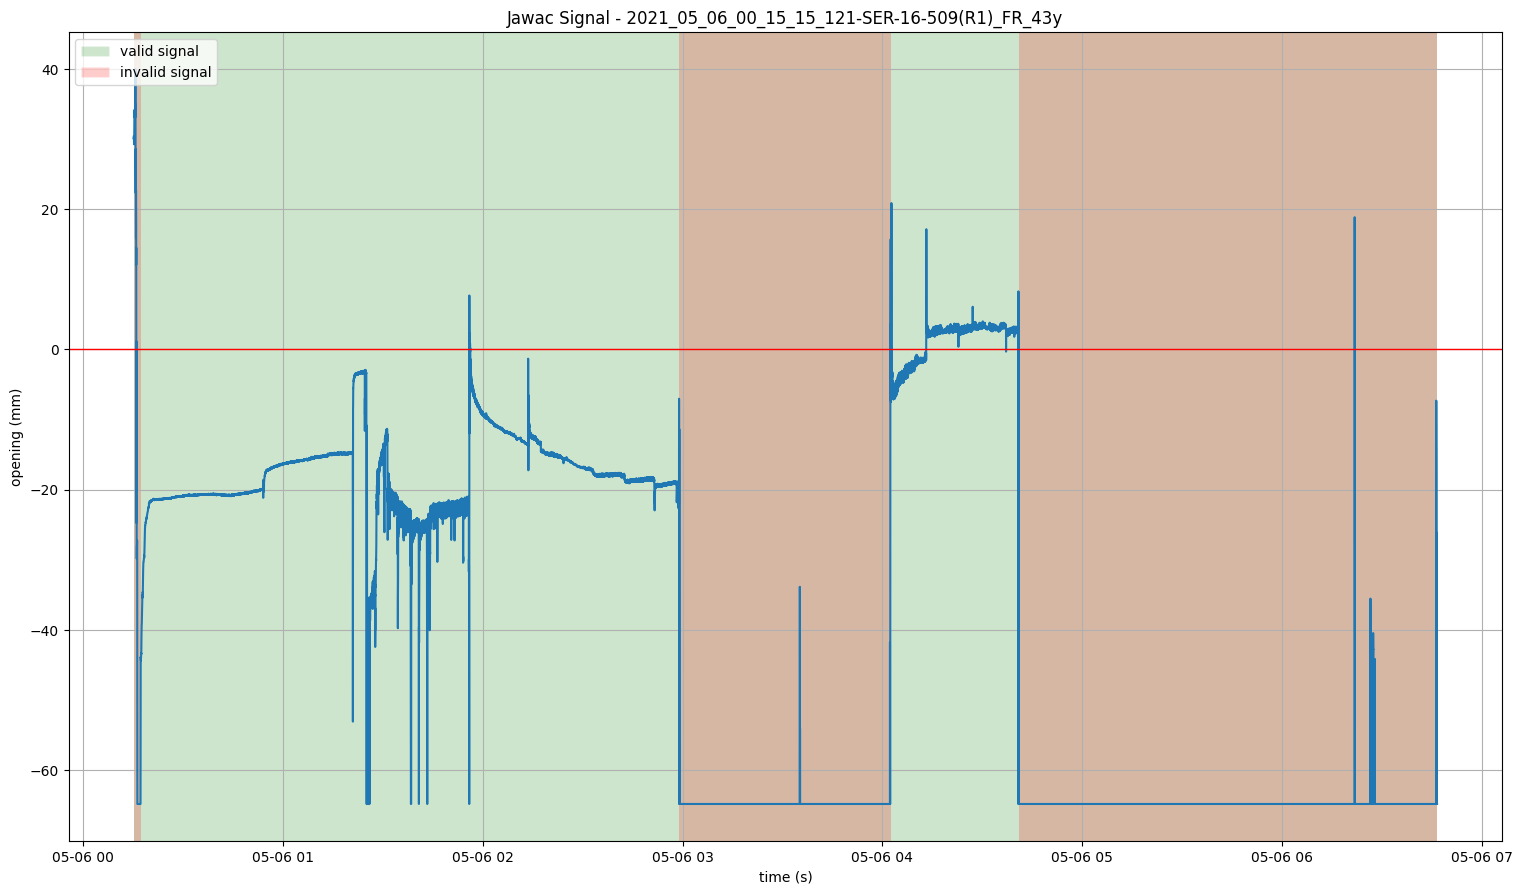 Jawac Signal - 2021_05_06_00_15_15_121-SER-16-509(R1)_FR_43y
valid signal
invalid signal
opening (mm)
40
20
0
−20
−40
−60
05-06 00
05-06 01
05-06 02
05-06 03
05-06 04
05-06 05
05-06 06
05-06 07
time (s)